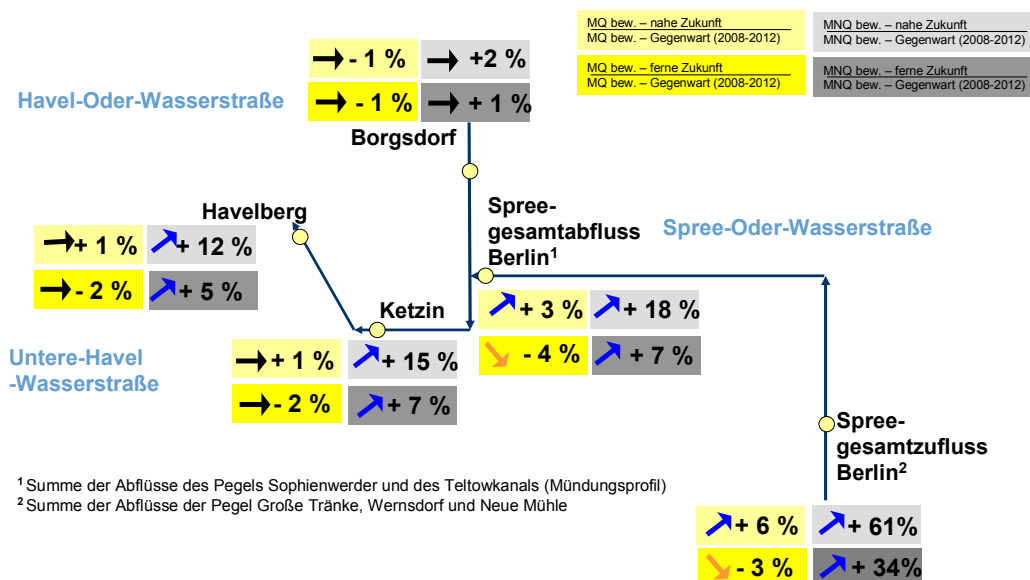 MQ bew. – nahe Zukunft
MQ bew. – Gegenwart (2008-2012)
MNQ bew. – nahe Zukunft
MNQ bew. – Gegenwart (2008-2012)
MQ bew. – ferne Zukunft
MQ bew. – Gegenwart (2008-2012)
MNQ bew. – ferne Zukunft
MNQ bew. – Gegenwart (2008-2012)
- 1 % +2 %
- 1 % + 1 %
Havel-Oder-Wasserstraße
Borgsdorf
Havelberg
+ 1 % + 12 %
- 2 % + 5 %
Spree-
gesamtabfluss
Berlin¹
Spree-Oder-Wasserstraße
+ 3 % + 18 %
- 4 % + 7 %
Ketzin
+ 1 % + 15 %
- 2 % + 7 %
Untere-Havel
-Wasserstraße
Spree-
gesamtzufluss
Berlin²
+ 6 % + 61%
- 3 % + 34%
¹ Summe der Abflüsse des Pegels Sophienwerder und des Teltowkanals (Mündungsprofil)
² Summe der Abflüsse der Pegel Große Tränke, Wernsdorf und Neue Mühle